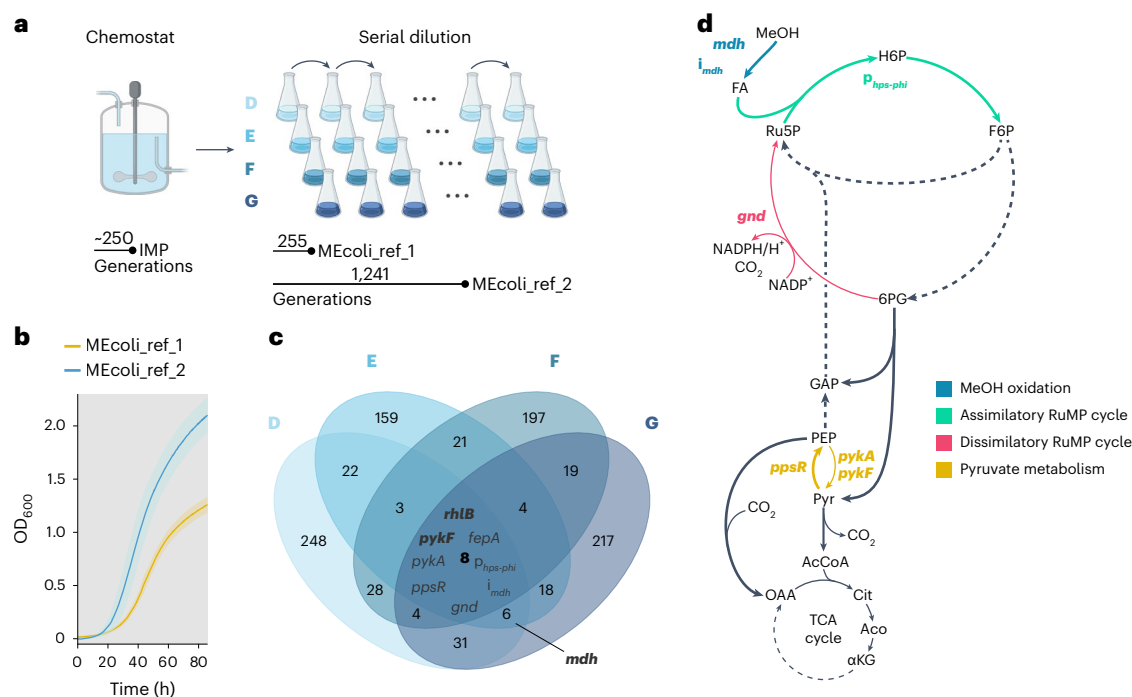 a
Chemostat
Serial dilution
D
E
F
G
~250
IMP
Generations
255
MEcoli_ref_1
1,241
MEcoli_ref_2
Generations
b
MEcoli_ref_1
MEcoli_ref_2
2.0
1.5
1.0
0.5
0
OD600
0 20 40 60 80
Time (h)
c
E
F
D
G
159
197
21
22
19
3
4
248
217
rhlB
pykF
fepA
pykA
8
phps-phi
ppsR
imdh
gnd
28
18
4
6
31
mdh
d
MeOH
mdh
imdh
FA
H6P
phps-phi
Ru5P
F6P
gnd
NADPH/H+
CO2
NADP+
6PG
GAP
PEP
ppsR
pykA
pykF
Pyr
CO2
CO2
AcCoA
OAA
Cit
TCA
cycle
Aco
αKG
MeOH oxidation
Assimilatory RuMP cycle
Dissimilatory RuMP cycle
Pyruvate metabolism